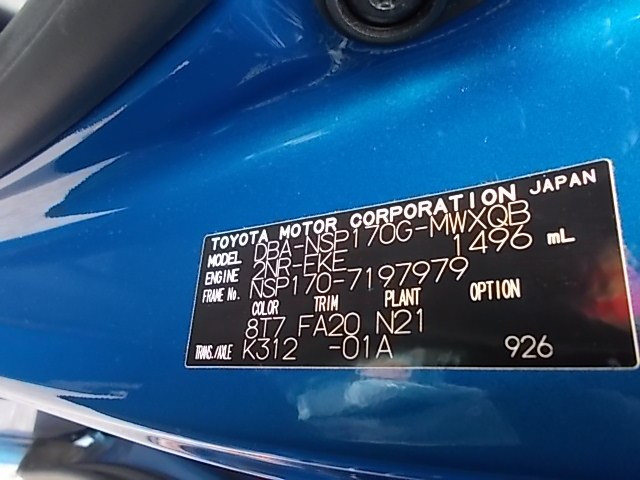 TOYOTA MOTOR CORPORATION JAPAN
MODEL DBA-NSP170G-MWXQB
ENGINE 2NR-FKE 1496 mL
FRAME No. NSP170-7197979
COLOR TRIM PLANT OPTION
8T7 FA20 N21
TRANS./AXLE K312 -01A 926